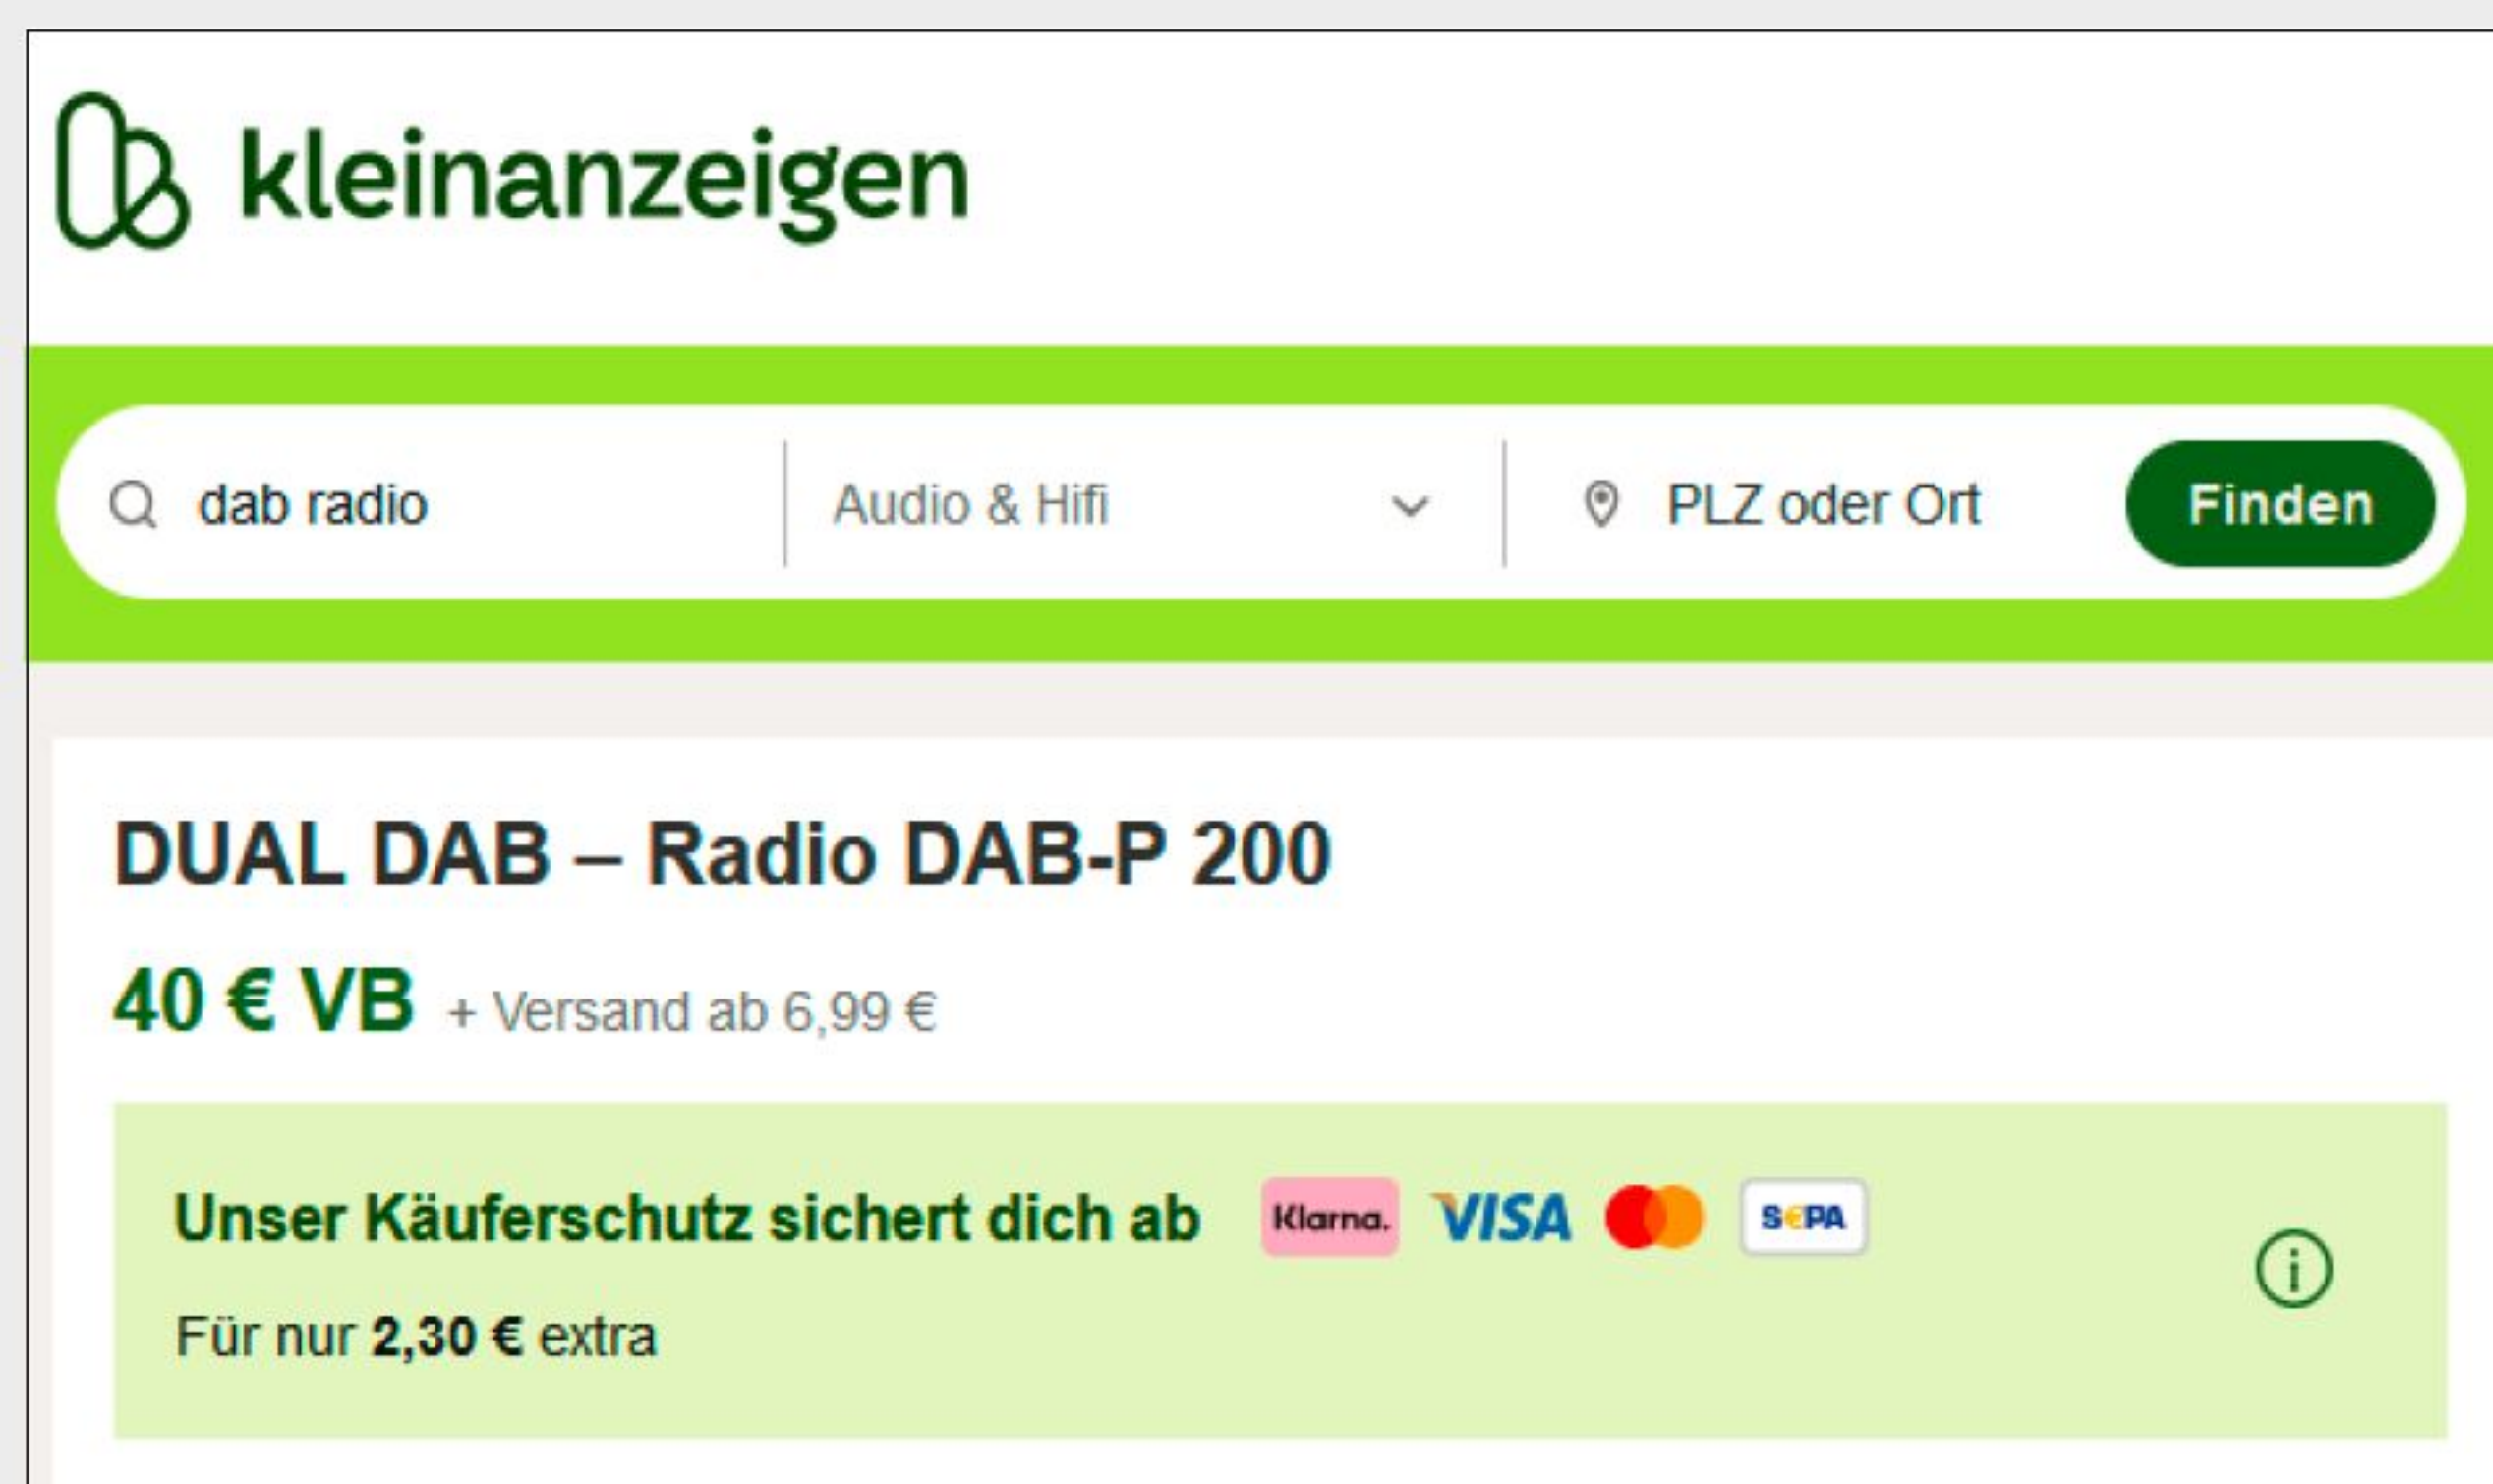 kleinanzeigen
dab radio Audio & Hifi PLZ oder Ort Finden
DUAL DAB – Radio DAB-P 200
40 € VB + Versand ab 6,99 €
Unser Käuferschutz sichert dich ab Klarna. VISA S€PA
Für nur 2,30 € extra